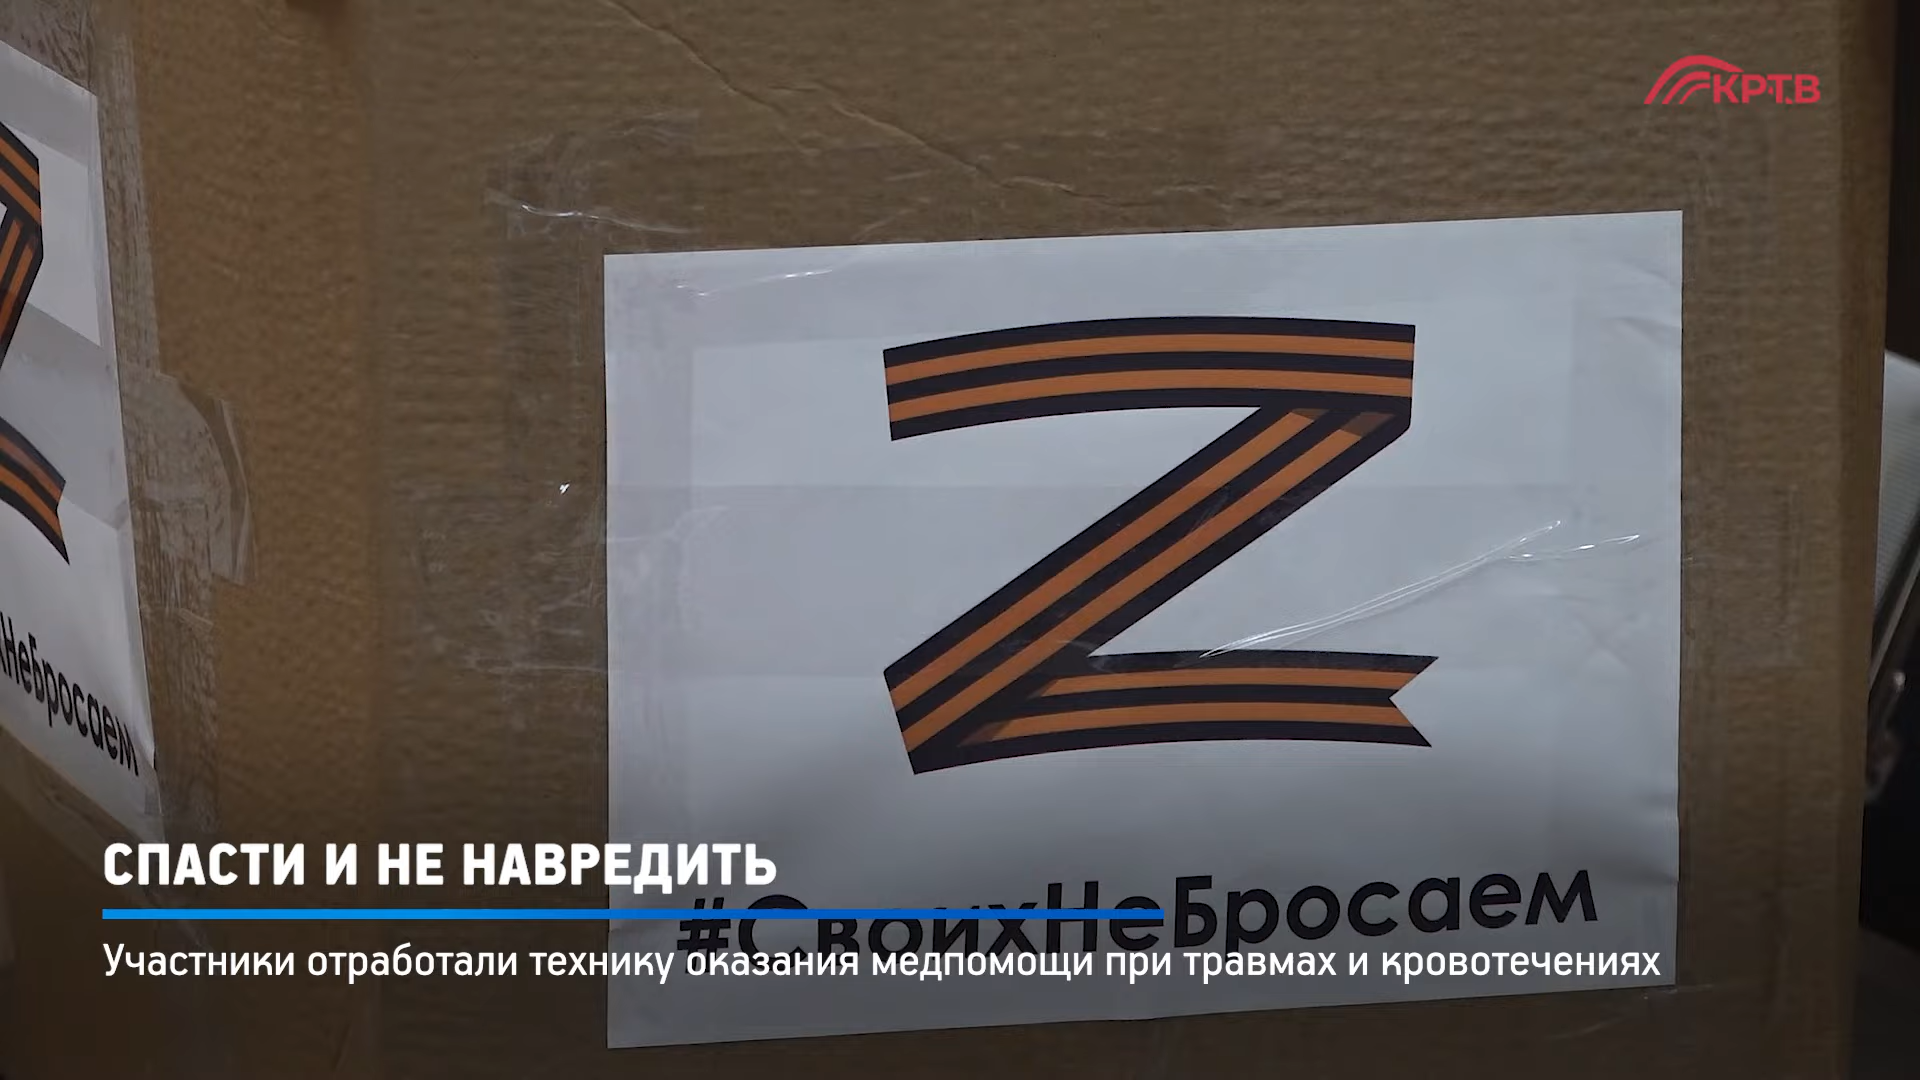 КРТВ
Z
#СвоихНеБросаем
НеБросаем
СПАСТИ И НЕ НАВРЕДИТЬ
Участники отработали технику оказания медпомощи при травмах и кровотечениях